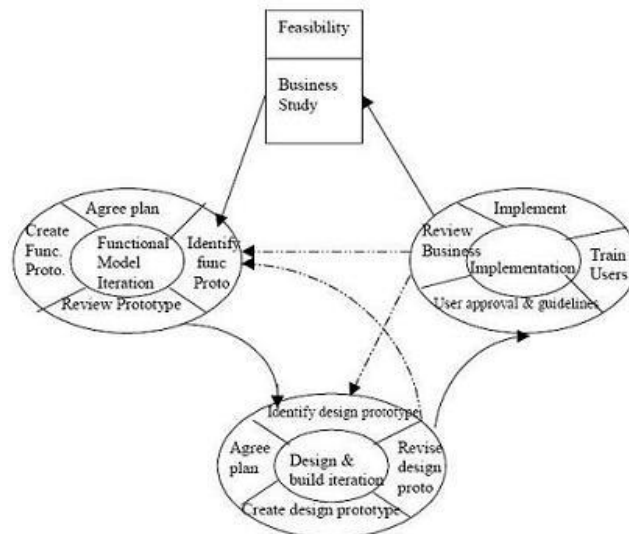 Feasibility
Business
Study
Agree plan
Create
Func.
Proto.
Functional
Model
Iteration
Identify
func
Proto
Review Prototype
Implement
Review
Business
Implementation
Train
Users
User approval & guidelines
Identify design prototype
Agree
plan
Design &
build iteration
Revise
design
proto
Create design prototype